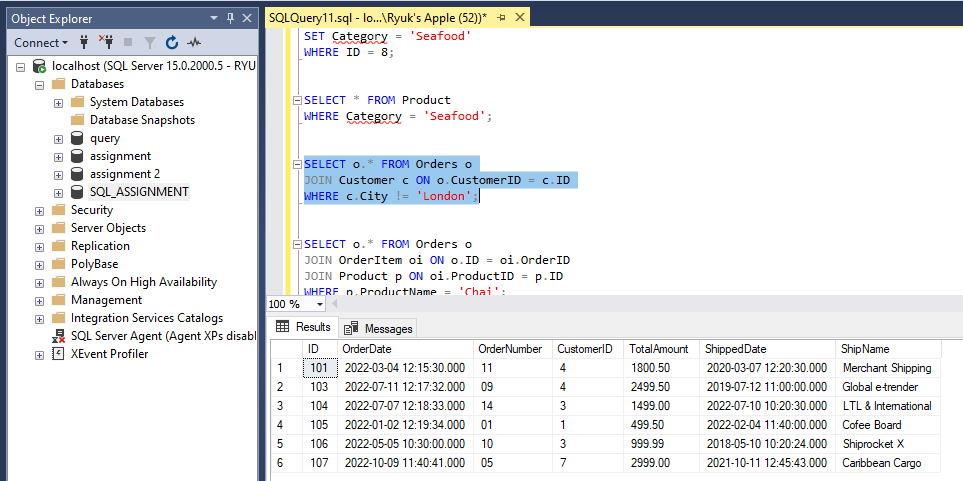 Object Explorer
Connect
localhost (SQL Server 15.0.2000.5 - RYU
Databases
System Databases
Database Snapshots
query
assignment
assignment 2
SQL_ASSIGNMENT
Security
Server Objects
Replication
PolyBase
Always On High Availability
Management
Integration Services Catalogs
SQL Server Agent (Agent XPs disabl
XEvent Profiler
SQLQuery11.sql - lo...\Ryuk's Apple (52))*
SET Category = 'Seafood'
WHERE ID = 8;
SELECT * FROM Product
WHERE Category = 'Seafood';
SELECT o.* FROM Orders o
JOIN Customer c ON o.CustomerID = c.ID
WHERE c.City != 'London';
SELECT o.* FROM Orders o
JOIN OrderItem oi ON o.ID = oi.OrderID
JOIN Product p ON oi.ProductID = p.ID
WHERE p.ProductName = 'Chai';
100 %
Results Messages
ID OrderDate OrderNumber CustomerID TotalAmount ShippedDate ShipName
1 101 2022-03-04 12:15:30.000 11 4 1800.50 2020-03-07 12:20:30.000 Merchant Shipping
2 103 2022-07-11 12:17:32.000 09 4 2499.50 2019-07-12 11:00:00.000 Global e-trender
3 104 2022-07-07 12:18:33.000 14 3 1499.00 2022-07-10 10:20:30.000 LTL & International
4 105 2022-01-02 12:19:34.000 01 1 499.50 2022-02-04 11:40:00.000 Cofee Board
5 106 2022-05-05 10:30:00.000 10 3 999.99 2018-05-10 10:20:24.000 Shiprocket X
6 107 2022-10-09 11:40:41.000 05 7 2999.00 2021-10-11 12:45:43.000 Caribbean Cargo